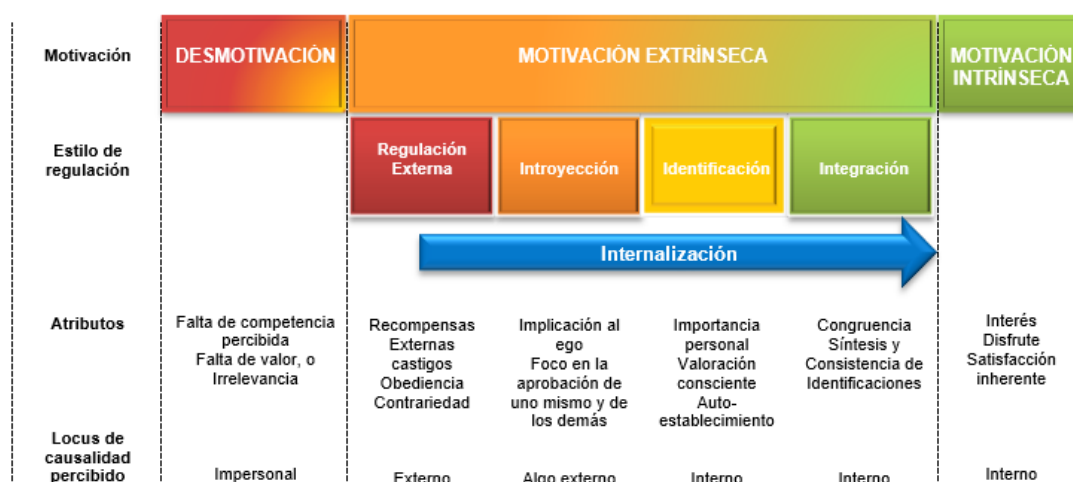 Motivación
DESMOTIVACIÓN
MOTIVACIÓN EXTRÍNSECA
MOTIVACIÓN
INTRÍNSECA
Estilo de
regulación
Regulación
Externa
Introyección
Identificación
Integración
Internalización
Atributos
Falta de competencia
percibida
Falta de valor, o
Irrelevancia
Recompensas
Externas
castigos
Obediencia
Contrariedad
Implicación al
ego
Foco en la
aprobación de
uno mismo y de
los demás
Importancia
personal
Valoración
consciente
Auto-
establecimiento
Congruencia
Síntesis y
Consistencia de
Identificaciones
Interés
Disfrute
Satisfacción
inherente
Locus de
causalidad
percibido
Impersonal
Externo
Algo externo
Interno
Interno
Interno